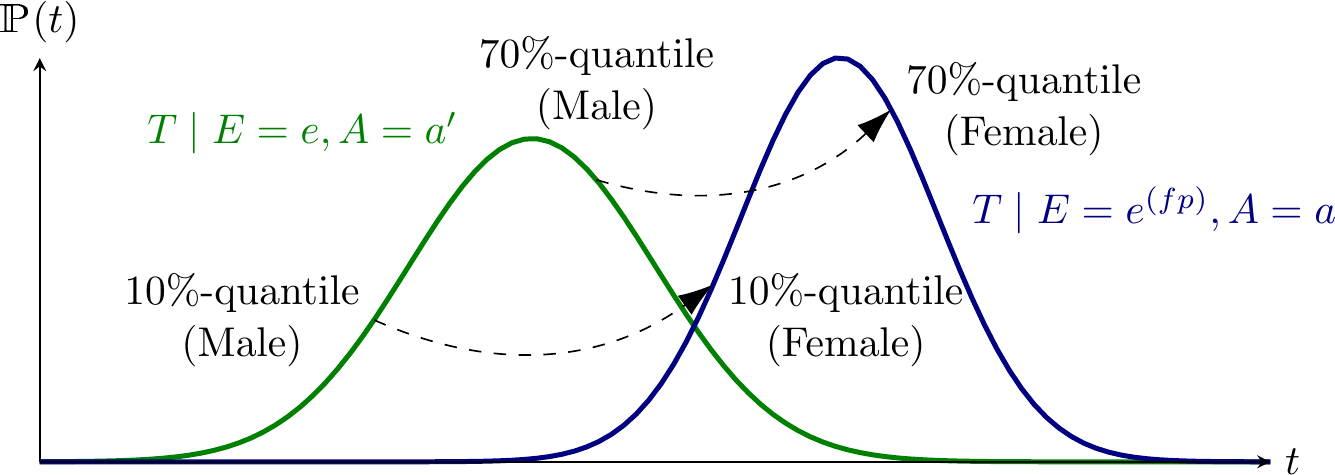 ℙ(t)
70%-quantile
(Male)
70%-quantile
(Female)
T | E = e, A = a′
T | E = e^(fp), A = a
10%-quantile
(Male)
10%-quantile
(Female)
t